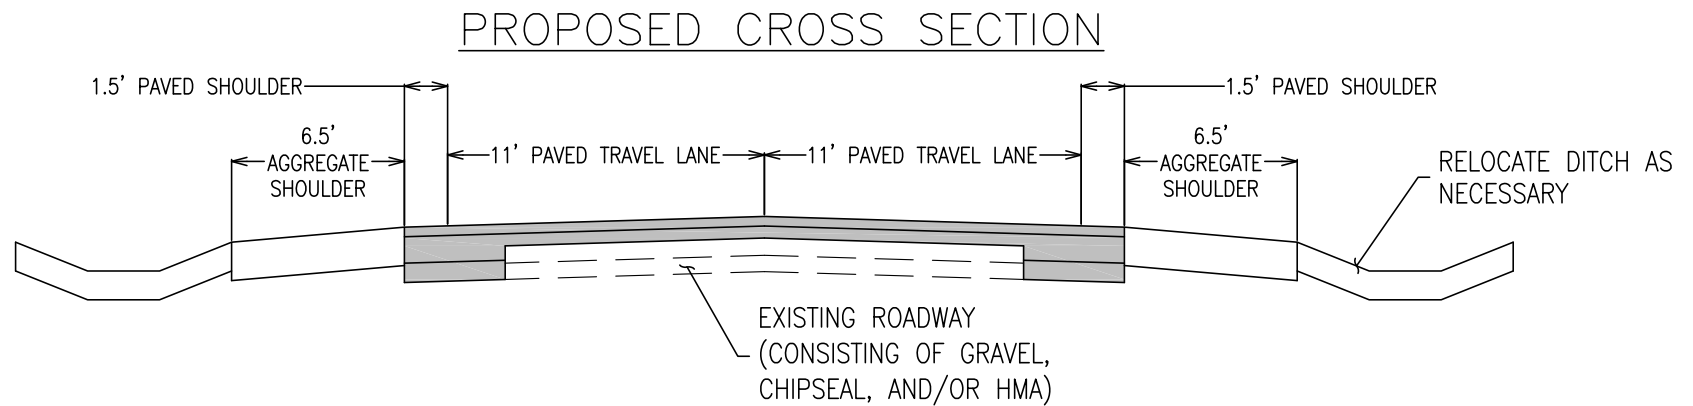 PROPOSED CROSS SECTION
1.5' PAVED SHOULDER
1.5' PAVED SHOULDER
6.5'
AGGREGATE
SHOULDER
11' PAVED TRAVEL LANE
11' PAVED TRAVEL LANE
6.5'
AGGREGATE
SHOULDER
RELOCATE DITCH AS
NECESSARY
EXISTING ROADWAY
(CONSISTING OF GRAVEL,
CHIPSEAL, AND/OR HMA)